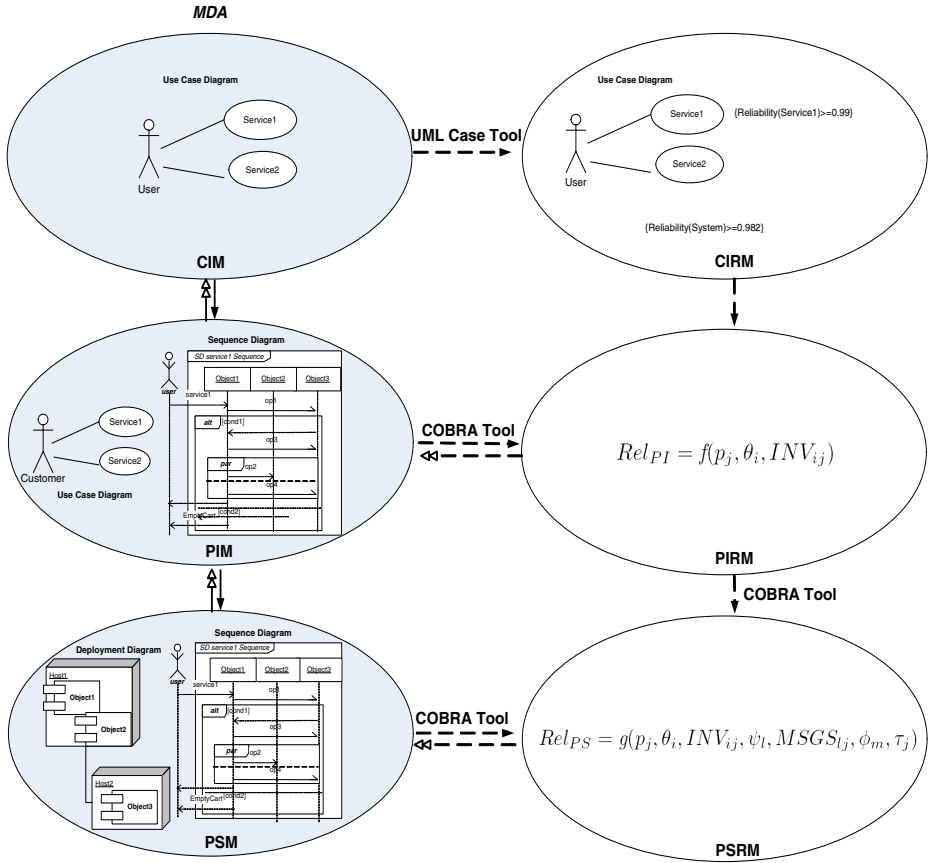 MDA
Use Case Diagram
Service1
Service2
User
CIM
UML Case Tool
Use Case Diagram
Service1
{Reliability(Service1)>=0.99}
Service2
User
{Reliability(System)>=0.982}
CIRM
Sequence Diagram
SD service1 Sequence
Object1 Object2 Object3
user
service1
op1
alt [cond1]
op3
par op2
op4
[cond2]
EmptyCart
Service1
Service2
Customer
Use Case Diagram
PIM
COBRA Tool
Rel_{PI} = f(p_j, θ_i, INV_{ij})
PIRM
COBRA Tool
Sequence Diagram
Deployment Diagram
SD service1 Sequence
Object1 Object2 Object3
user
service1
op1
alt [cond1]
op3
par op2
op4
[cond2]
EmptyCart
Host1
Object1
Object2
Host2
Object3
PSM
COBRA Tool
Rel_{PS} = g(p_j, θ_i, INV_{ij}, ψ_l, MSGS_{lj}, ϕ_m, τ_j)
PSRM